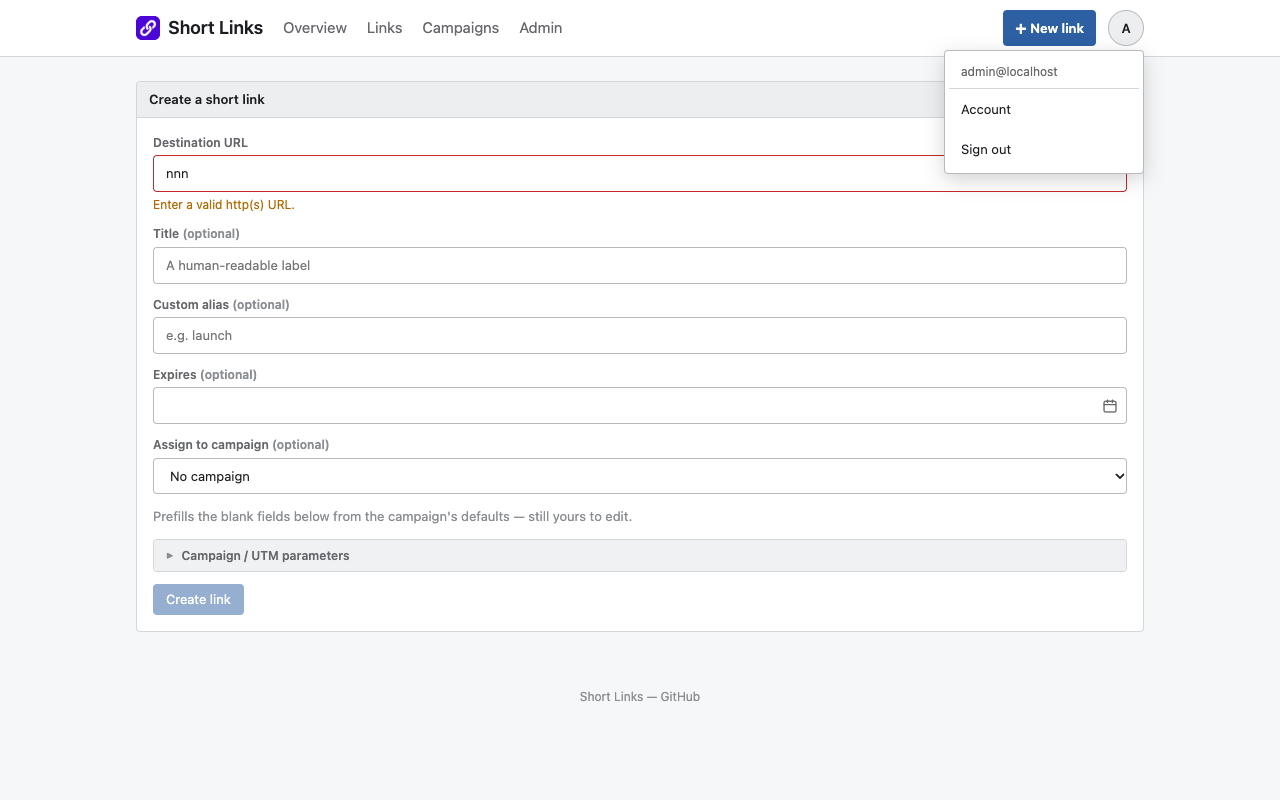 Short Links Overview Links Campaigns Admin + New link A
admin@localhost
Account
Sign out
Create a short link
Destination URL
nnn
Enter a valid http(s) URL.
Title (optional)
A human-readable label
Custom alias (optional)
e.g. launch
Expires (optional)
Assign to campaign (optional)
No campaign
Prefills the blank fields below from the campaign's defaults — still yours to edit.
Campaign / UTM parameters
Create link
Short Links — GitHub